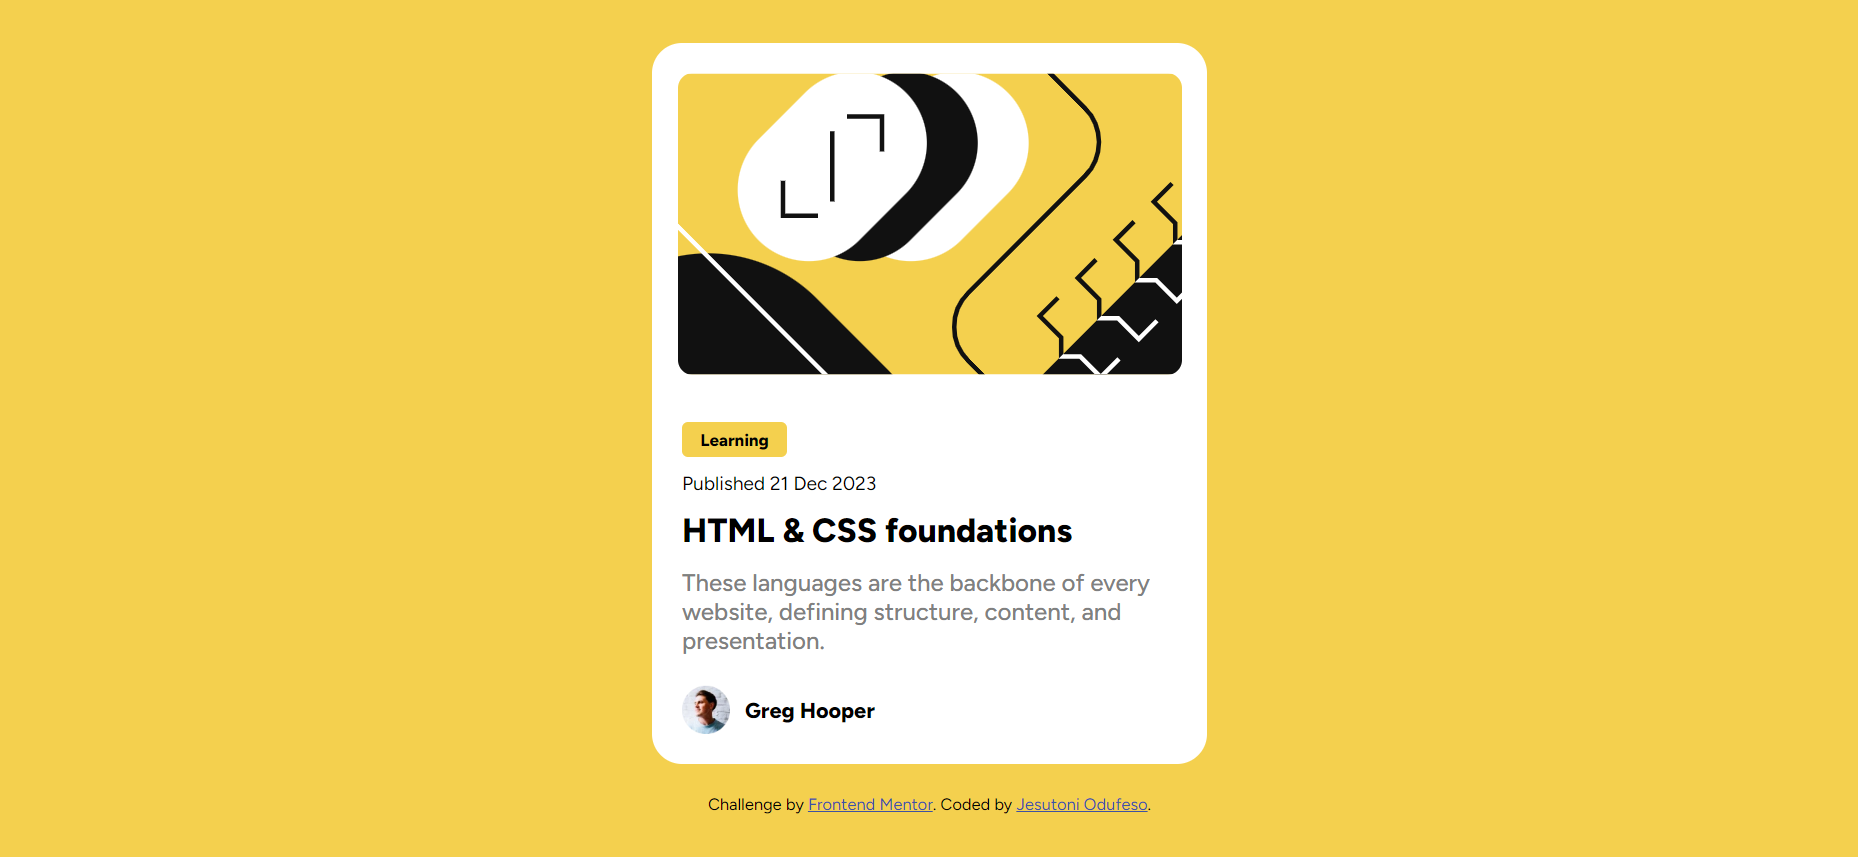 Learning
Published 21 Dec 2023
HTML & CSS foundations
These languages are the backbone of every
website, defining structure, content, and
presentation.
Greg Hooper
Challenge by Frontend Mentor. Coded by Jesutoni Odufeso.